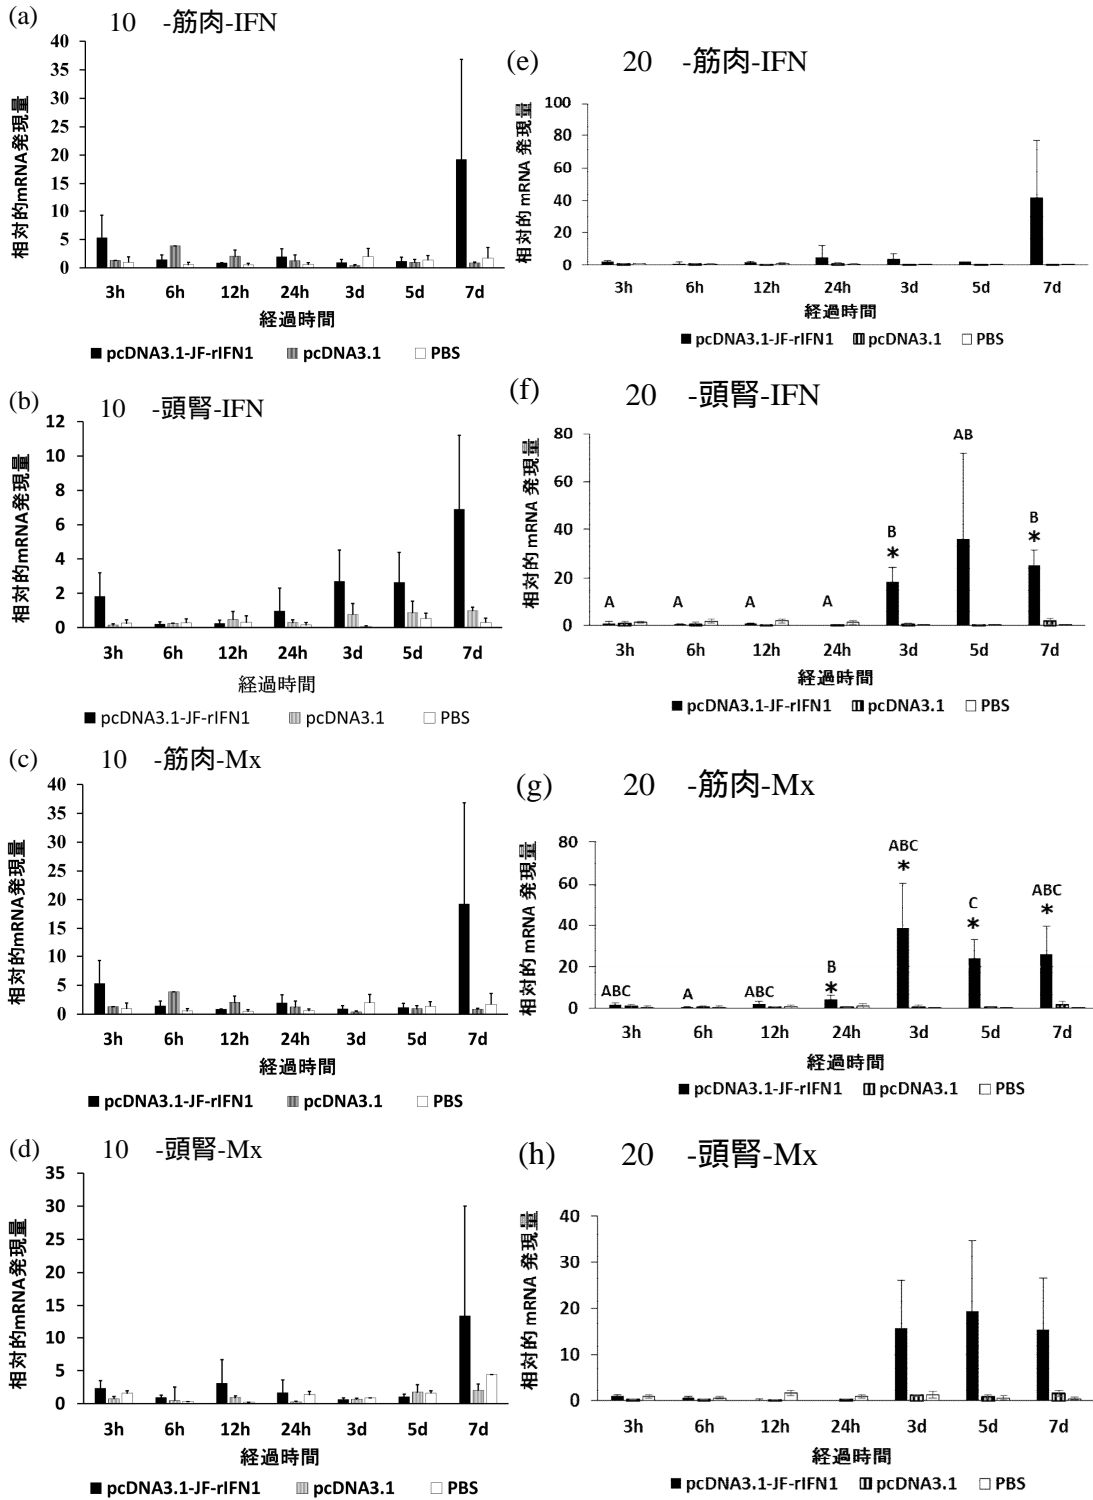 (a) 10 -筋肉-IFN
相対的mRNA発現量
40
35
30
25
20
15
10
5
0
3h 6h 12h 24h 3d 5d 7d
経過時間
pcDNA3.1-JF-rIFN1 pcDNA3.1 PBS
(b) 10 -頭腎-IFN
相対的mRNA発現量
12
10
8
6
4
2
0
3h 6h 12h 24h 3d 5d 7d
経過時間
pcDNA3.1-JF-rIFN1 pcDNA3.1 PBS
(c) 10 -筋肉-Mx
相対的mRNA発現量
40
35
30
25
20
15
10
5
0
3h 6h 12h 24h 3d 5d 7d
経過時間
pcDNA3.1-JF-rIFN1 pcDNA3.1 PBS
(d) 10 -頭腎-Mx
相対的mRNA発現量
35
30
25
20
15
10
5
0
3h 6h 12h 24h 3d 5d 7d
経過時間
pcDNA3.1-JF-rIFN1 pcDNA3.1 PBS
(e) 20 -筋肉-IFN
相対的 mRNA 発現量
100
80
60
40
20
0
3h 6h 12h 24h 3d 5d 7d
経過時間
pcDNA3.1-JF-rIFN1 pcDNA3.1 PBS
(f) 20 -頭腎-IFN
相対的 mRNA 発現量
80
60
40
20
0
A A A A B AB B
* *
3h 6h 12h 24h 3d 5d 7d
経過時間
pcDNA3.1-JF-rIFN1 pcDNA3.1 PBS
(g) 20 -筋肉-Mx
相対的 mRNA 発現量
80
60
40
20
0
ABC A ABC B ABC C ABC
* * * *
3h 6h 12h 24h 3d 5d 7d
経過時間
pcDNA3.1-JF-rIFN1 pcDNA3.1 PBS
(h) 20 -頭腎-Mx
相対的 mRNA 発現量
40
30
20
10
0
3h 6h 12h 24h 3d 5d 7d
経過時間
pcDNA3.1-JF-rIFN1 pcDNA3.1 PBS